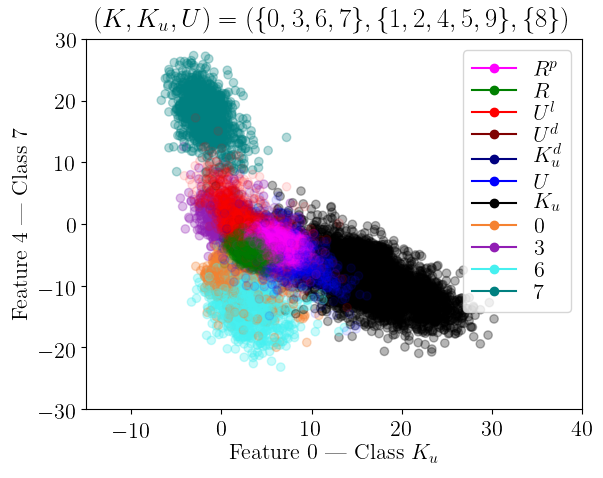 (K, K_u, U) = ({0, 3, 6, 7}, {1, 2, 4, 5, 9}, {8})
30
20
10
0
−10
−20
−30
Feature 4 — Class 7
R^p
R
U^l
U^d
K_u^d
U
K_u
0
3
6
7
−10
0
10
20
30
40
Feature 0 — Class K_u